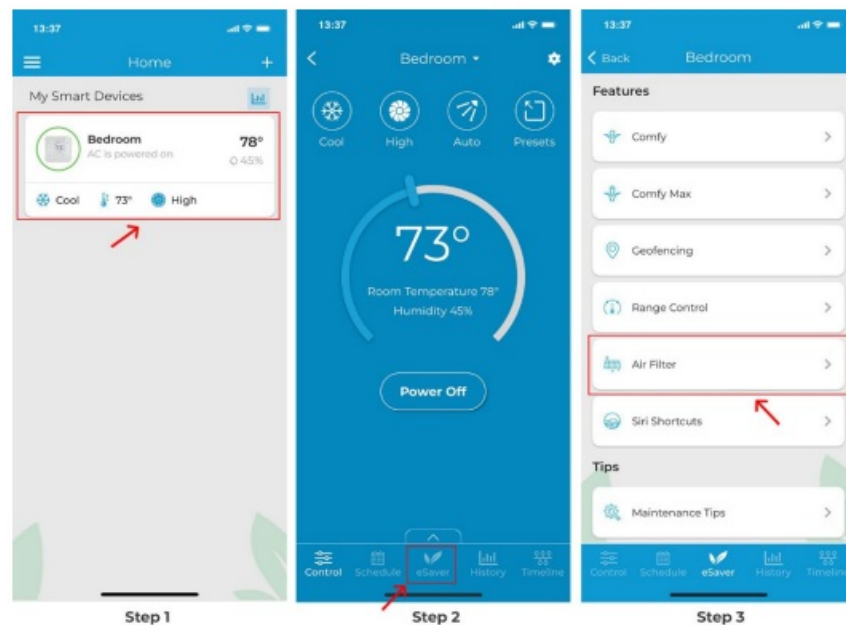 13:37
Home
My Smart Devices
Bedroom
78°
AC is powered on
45%
Cool
73°
High
Step 1
13:37
Bedroom
Cool
High
Auto
Presets
73°
Room Temperature 78°
Humidity 45%
Power Off
Control
Schedule
eSaver
History
Timeline
Step 2
13:37
Back
Bedroom
Features
Comfy
Comfy Max
Geofencing
Range Control
Air Filter
Siri Shortcuts
Tips
Maintenance Tips
Control
Schedule
eSaver
History
Timeline
Step 3